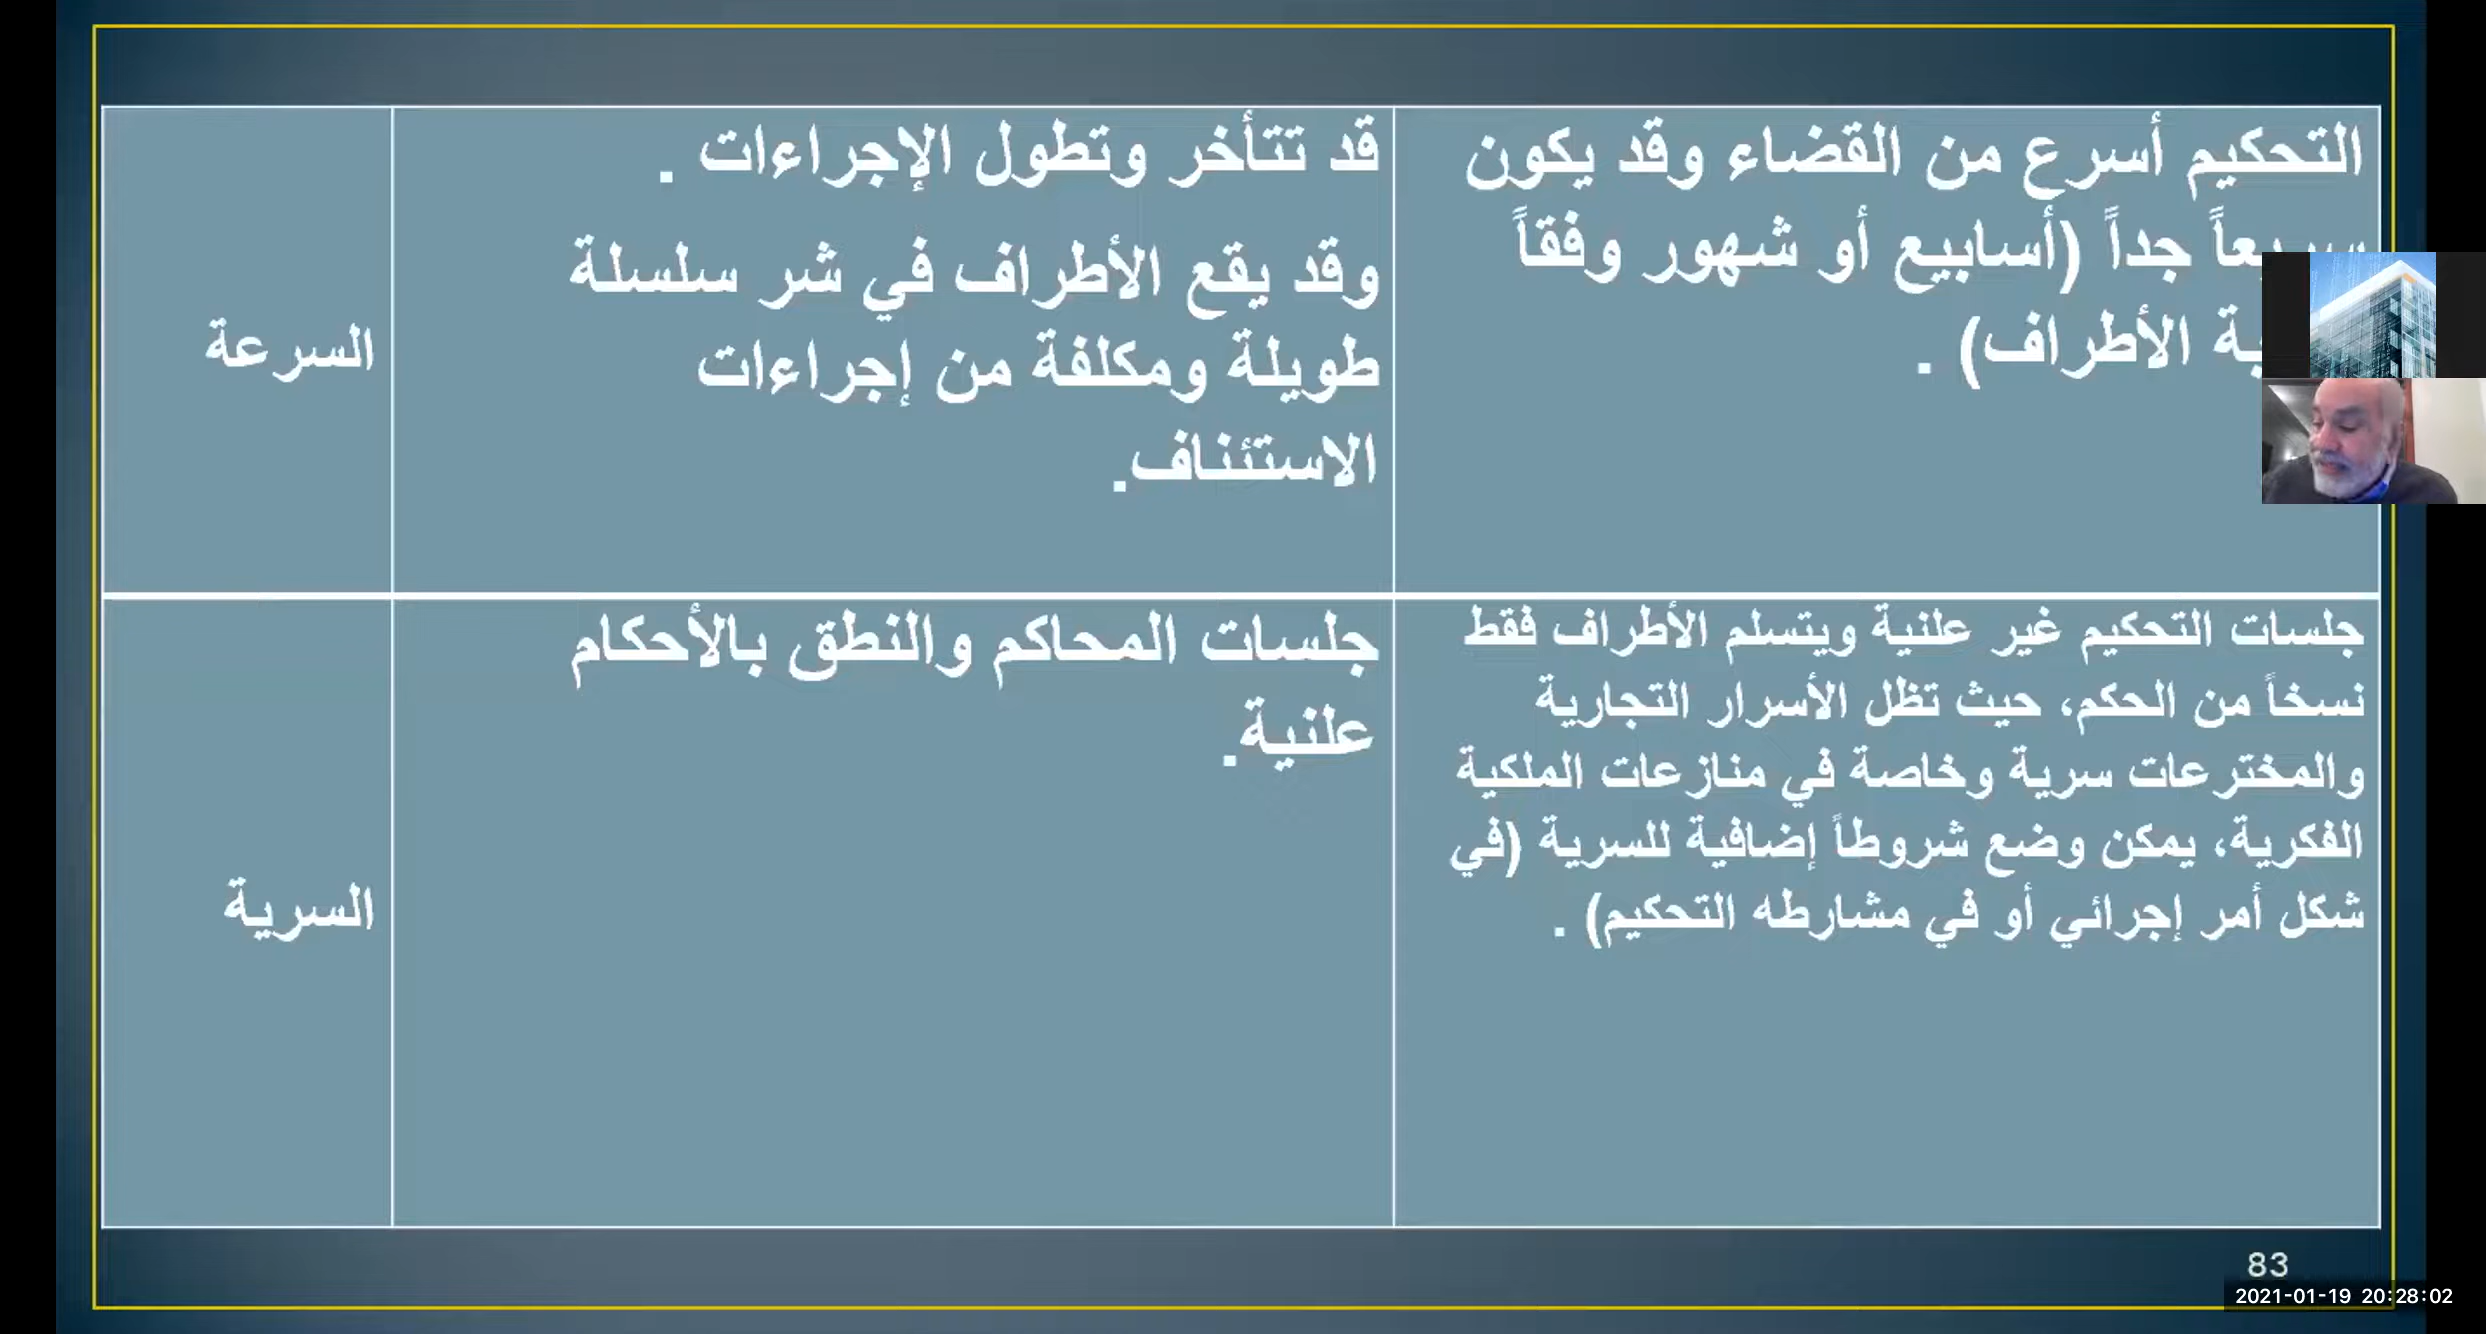 التحكيم أسرع من القضاء وقد يكون
جداً (أسابيع أو شهور وفقاً
الأطراف) .
قد تتأخر وتطول الإجراءات .
وقد يقع الأطراف في شر سلسلة
طويلة ومكلفة من إجراءات
الاستئناف.
السرعة
جلسات التحكيم غير علنية ويتسلم الأطراف فقط
نسخاً من الحكم، حيث تظل الأسرار التجارية
والمخترعات سرية وخاصة في منازعات الملكية
الفكرية، يمكن وضع شروطاً إضافية للسرية (في
شكل أمر إجرائي أو في مشارطه التحكيم) .
جلسات المحاكم والنطق بالأحكام
علنية.
السرية
83
2021-01-19 20:28:02